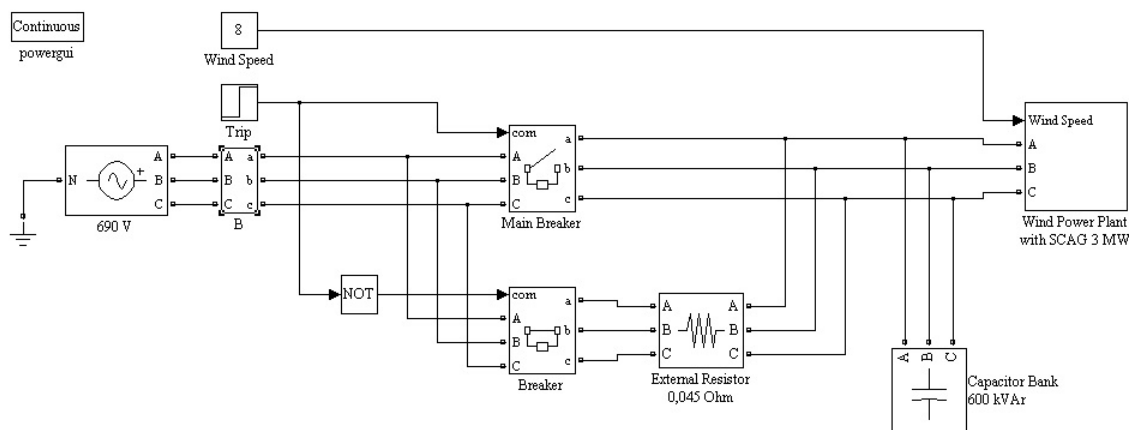 Continuous
powergui
8
Wind Speed
Trip
N
A
B
C
690 V
A
B
C
a
b
c
B
com
A
B
C
a
b
c
Main Breaker
NOT
com
A
B
C
a
b
c
Breaker
A
B
C
A
B
C
External Resistor
0,045 Ohm
Wind Speed
A
B
C
Wind Power Plant
with SCAG 3 MW
A
B
C
Capacitor Bank
600 kVAr